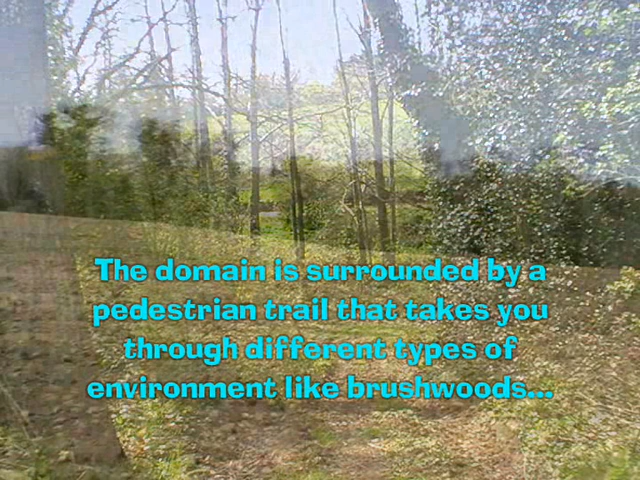 The domain is surrounded by a
pedestrian trail that takes you
through different types of
environment like brushwoods...